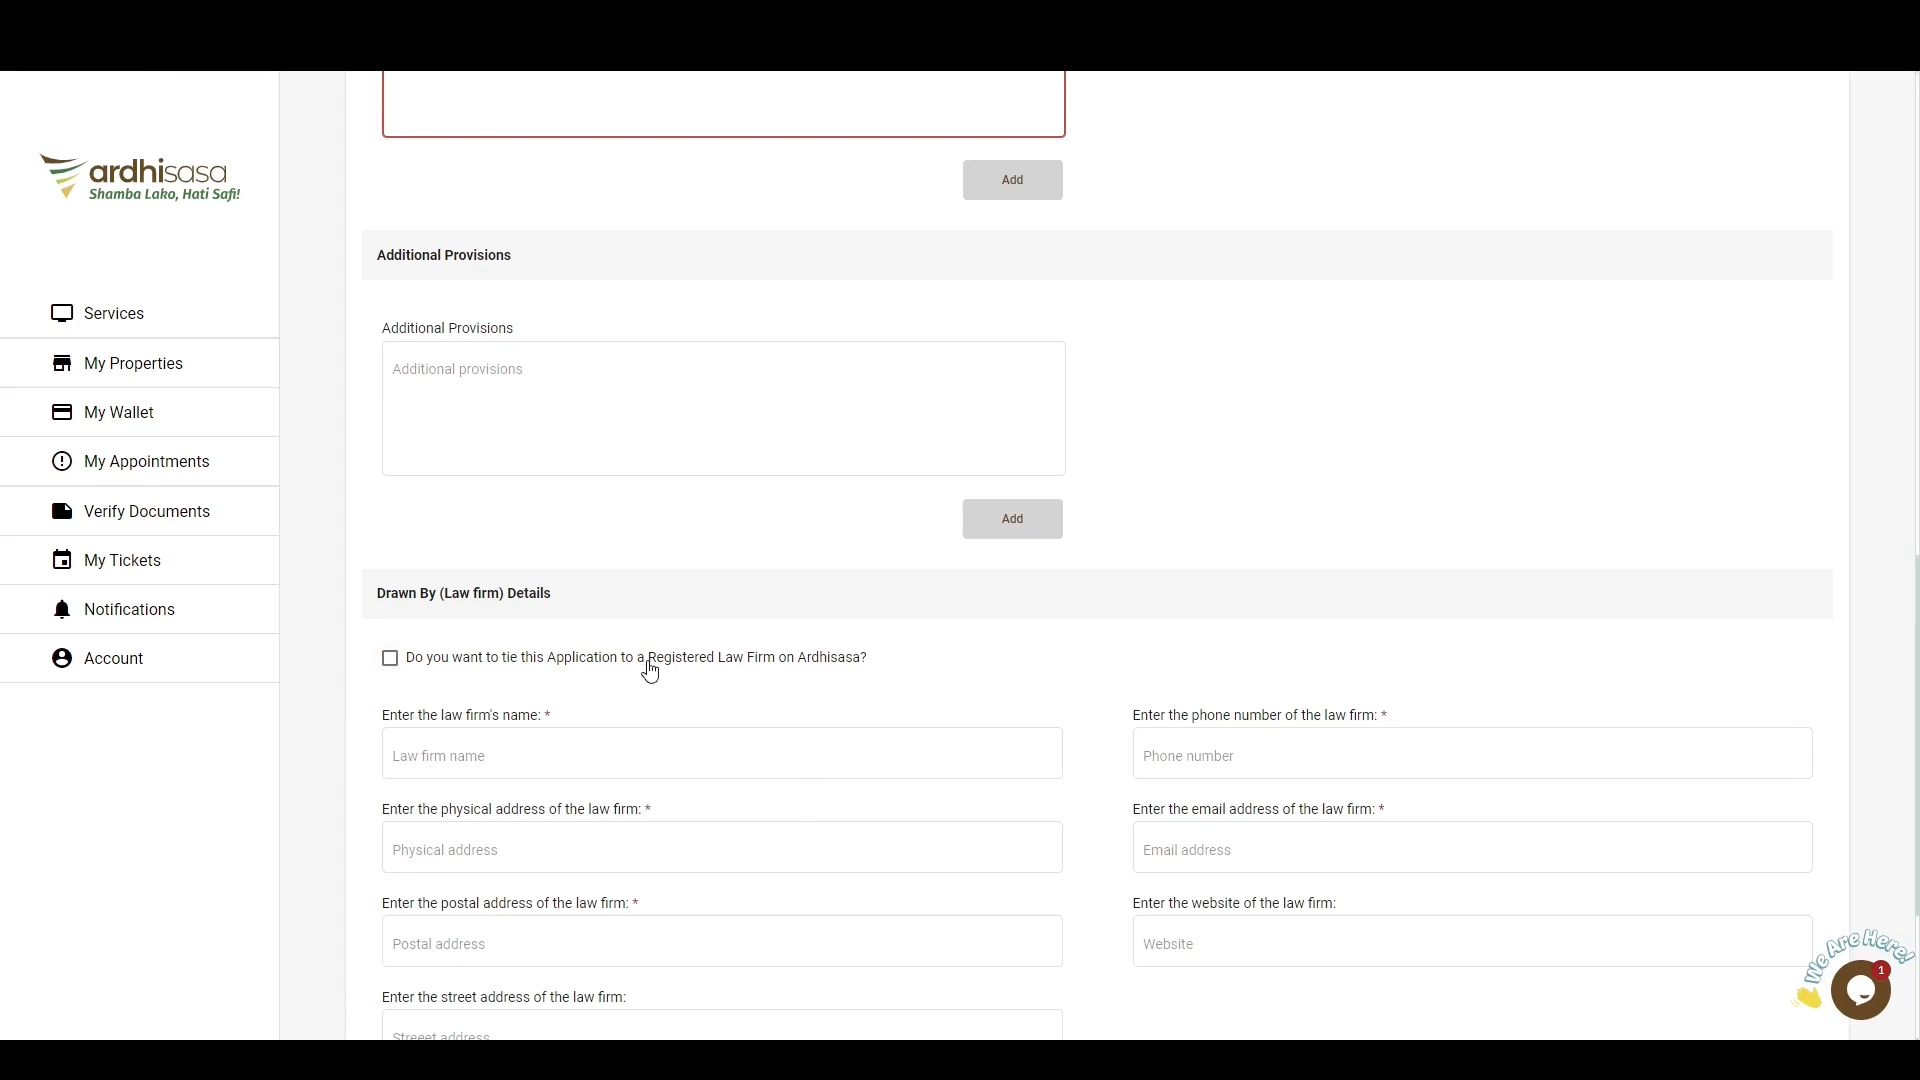 ardhisasa
Shamba Lako, Hati Safi!
Services
My Properties
My Wallet
My Appointments
Verify Documents
My Tickets
Notifications
Account
Add
Additional Provisions
Additional Provisions
Additional provisions
Add
Drawn By (Law firm) Details
Do you want to tie this Application to a Registered Law Firm on Ardhisasa?
Enter the law firm's name: *
Law firm name
Enter the phone number of the law firm: *
Phone number
Enter the physical address of the law firm: *
Physical address
Enter the email address of the law firm: *
Email address
Enter the postal address of the law firm: *
Postal address
Enter the website of the law firm:
Website
Enter the street address of the law firm:
Streeet address
We Are Here!
1